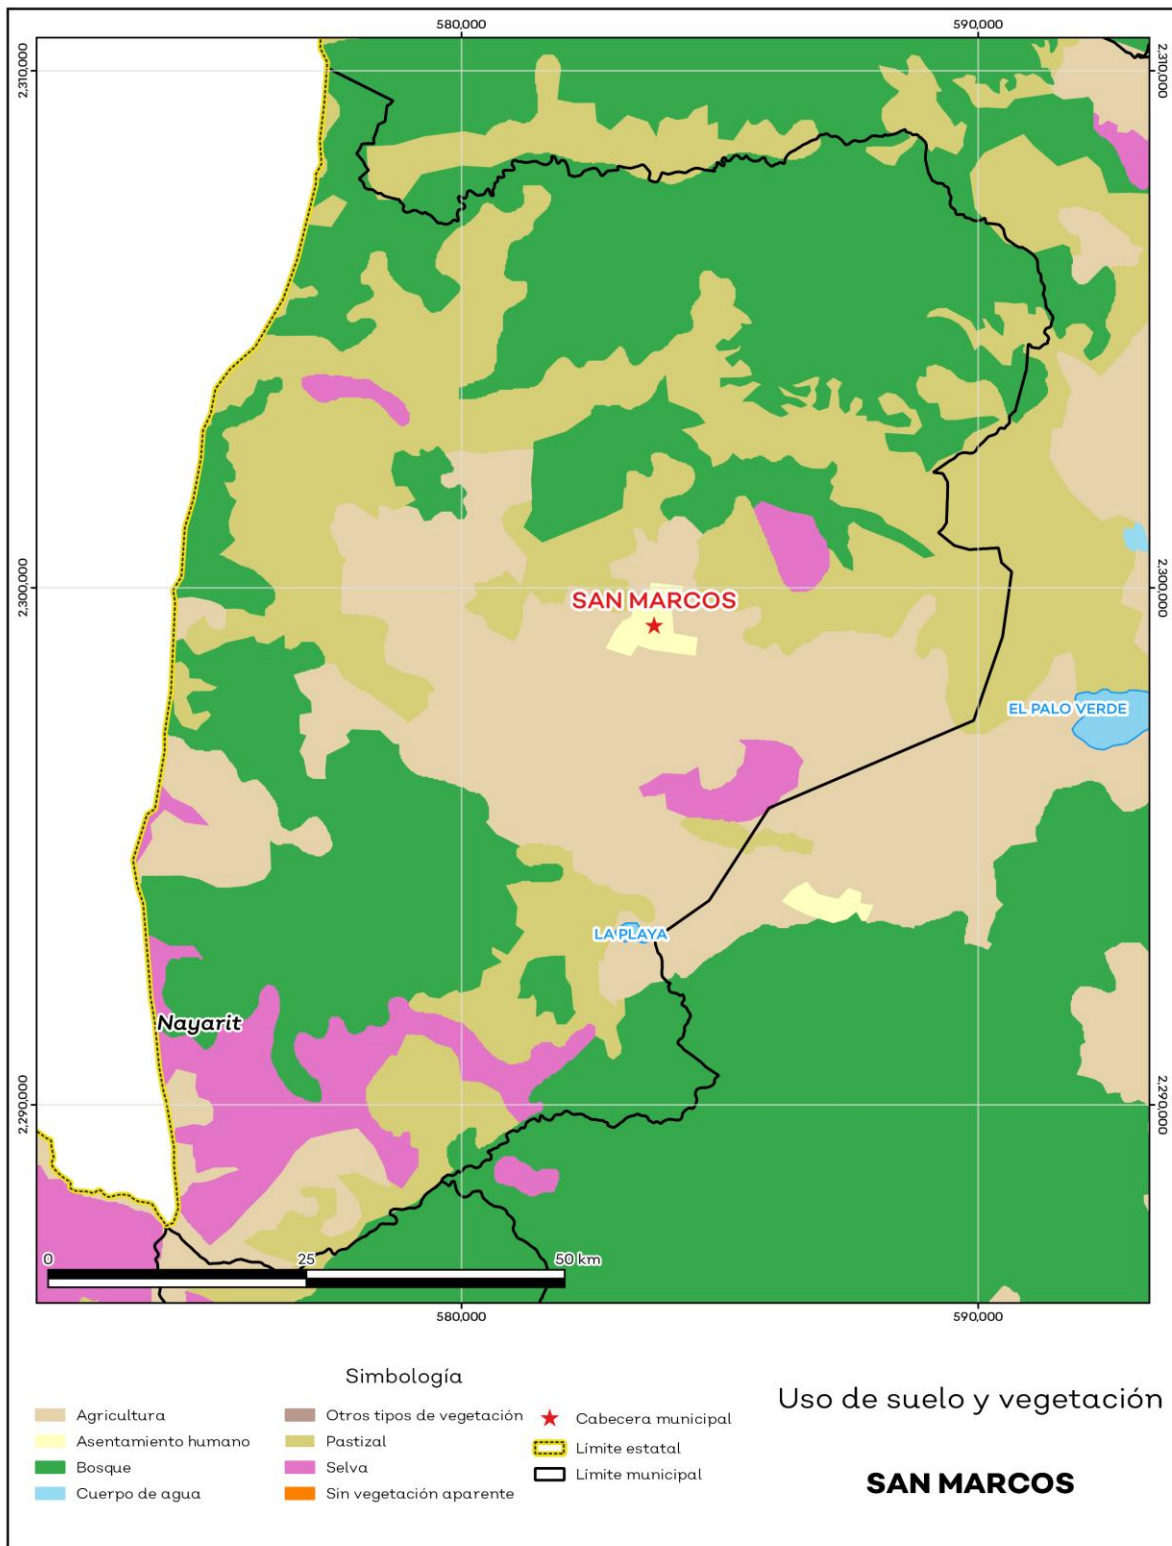 580,000
590,000
2,310,000
2,310,000
SAN MARCOS
2,300,000
2,300,000
EL PALO VERDE
LA PLAYA
Nayarit
2,290,000
2,290,000
0
25
50 km
580,000
590,000
Simbología
Agricultura
Asentamiento humano
Bosque
Cuerpo de agua
Otros tipos de vegetación
Pastizal
Selva
Sin vegetación aparente
Cabecera municipal
Límite estatal
Límite municipal
Uso de suelo y vegetación
SAN MARCOS